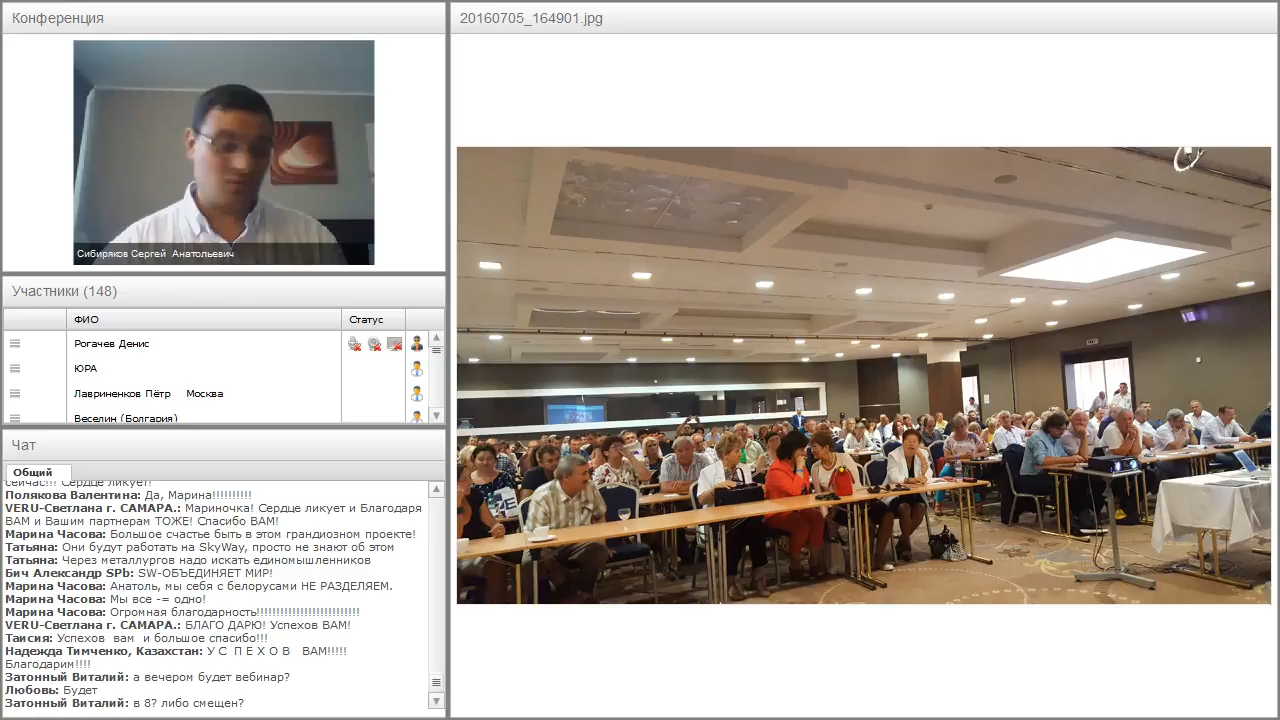 Конференция
Сибиряков Сергей Анатольевич
Участники (148)
ФИО Статус
Рогачев Денис
ЮРА
Лавриненков Пётр Москва
Веселин (Болгария)
Чат
Общий
сейчас!!! Сердце ликует!
Полякова Валентина: Да, Марина!!!!!!!!!!
VERU-Светлана г. САМАРА.: Мариночка! Сердце ликует и Благодаря
ВАМ и Вашим партнерам ТОЖЕ! Спасибо ВАМ!
Марина Часова: Большое счастье быть в этом грандиозном проекте!
Татьяна: Они будут работать на SkyWay, просто не знают об этом
Татьяна: Через металлургов надо искать единомышленников
Бич Александр SPb: SW-ОБЪЕДИНЯЕТ МИР!
Марина Часова: Анатоль, мы себя с белорусами НЕ РАЗДЕЛЯЕМ.
Марина Часова: Мы все -= одно!
Марина Часова: Огромная благодарность!!!!!!!!!!!!!!!!!!!!!!!!!!
VERU-Светлана г. САМАРА.: БЛАГО ДАРЮ! Успехов ВАМ!
Таисия: Успехов вам и большое спасибо!!!
Надежда Тимченко, Казахстан: У С П Е Х О В ВАМ!!!!!
Благодарим!!!!
Затонный Виталий: а вечером будет вебинар?
Любовь: Будет
Затонный Виталий: в 8? либо смещен?
20160705_164901.jpg